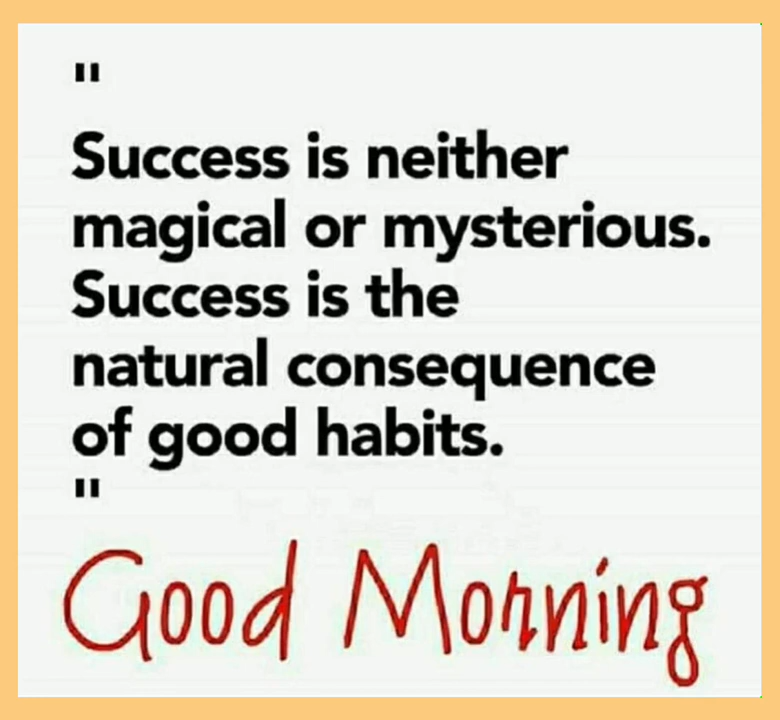 "
Success is neither
magical or mysterious.
Success is the
natural consequence
of good habits.
"
Good Morning